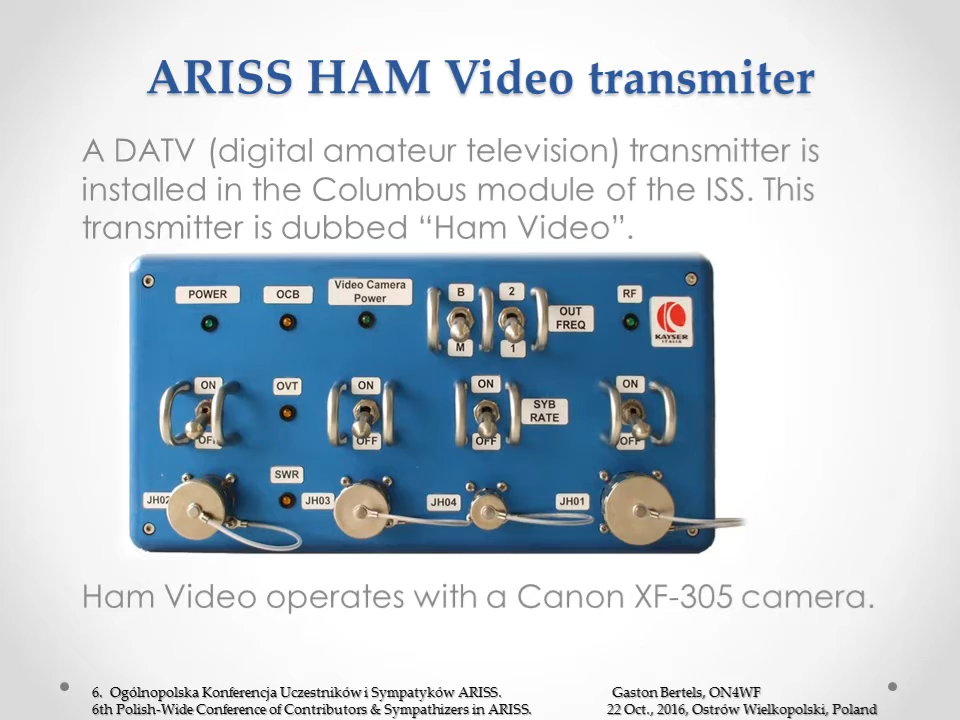 ARISS HAM Video transmiter
A DATV (digital amateur television) transmitter is
installed in the Columbus module of the ISS. This
transmitter is dubbed “Ham Video”.
POWER
OCB
Video Camera
Power
B
2
OUT
FREQ
M
1
RF
KAYSER
ITALIA
ON
OFF
OVT
ON
OFF
ON
SYB
RATE
OFF
ON
OFF
SWR
JH02
JH03
JH04
JH01
Ham Video operates with a Canon XF-305 camera.
6. Ogólnopolska Konferencja Uczestników i Sympatyków ARISS. Gaston Bertels, ON4WF
6th Polish-Wide Conference of Contributors & Sympathizers in ARISS. 22 Oct., 2016, Ostrów Wielkopolski, Poland